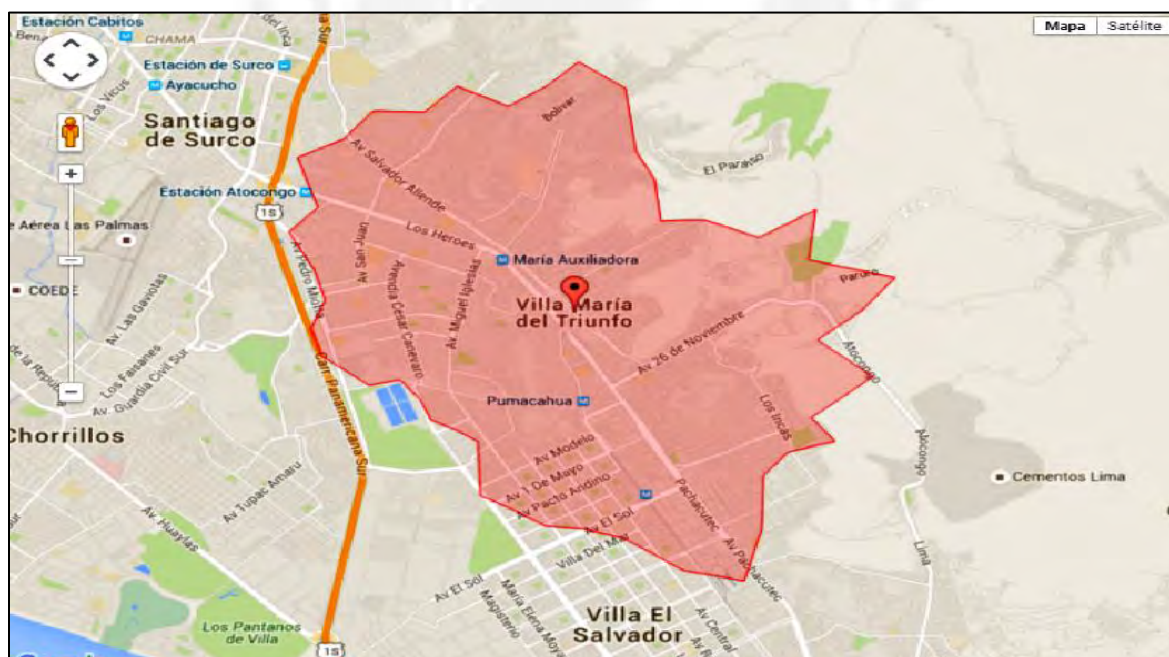 Estación Cabitos
CHAMA
Mapa
Satélite
Estación de Surco
Ayacucho
Los Vicus
Bolivar
Santiago
de Surco
El Paraiso
Av Salvador Allende
Estación Atocongo
1S
Aérea Las Palmas
Los Heroes
Av San Juan
María Auxiliadora
Av Pedro Miotta
COEDE
Avenida César Canevaro
Av. Miguel Iglesias
Villa María
del Triunfo
Paruro
Av. Las Gaviotas
Av 26 de Noviembre
Atocongo
Los Faisanes
Av. Guardia Civil Sur
Carr. Panamericana Sur
Pumacahua
Los Incas
Chorrillos
Av Modelo
Atocongo
Av 1 De Mayo
Cementos Lima
Av Tupac Amaru
Av Pacto Andino
Pachacutec
Av. Huaylas
Av El Sol
Villa Del Mar
Av Pachacutec
Lima
Av El Sol
Magisterio
Villa El
Salvador
Av Central
Los Pantanos
de Villa
1S